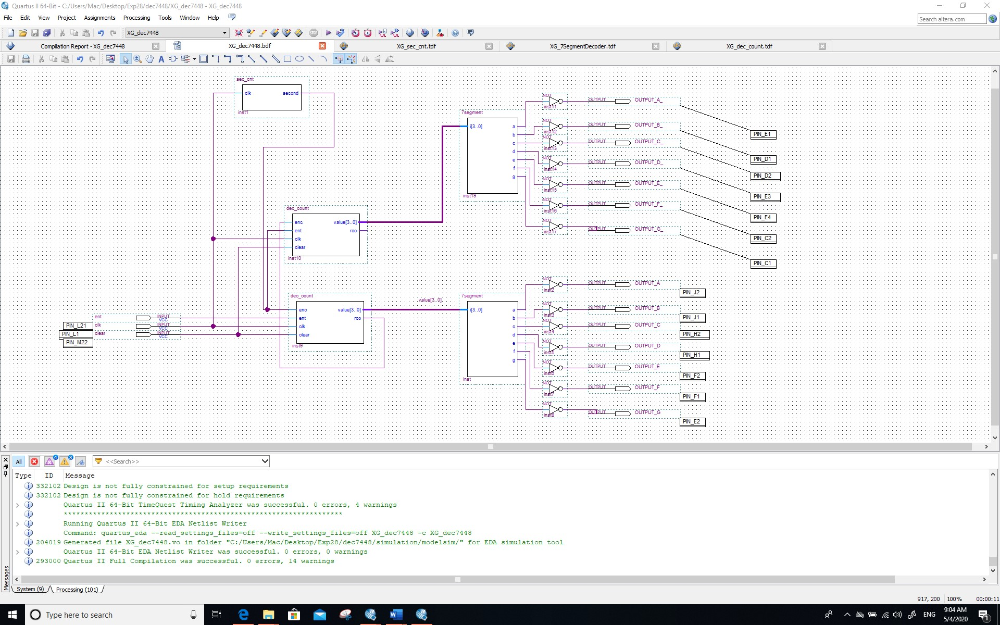 Quartus II 64-Bit - C:/Users/Mac/Desktop/Exp28/dec7448/XG_dec7448 - XG_dec7448
File Edit View Project Assignments Processing Tools Window Help
Search altera.com
XG_dec7448
Compilation Report - XG_dec7448
XG_dec7448.bdf
XG_sec_cnt.tdf
XG_7SegmentDecoder.tdf
XG_dec_count.tdf
sec_cnt
clk second
inst1
7segment
i[3..0]
a
b
c
d
e
f
g
inst19
NOT
inst11
OUTPUT
OUTPUT_A_
PIN_E1
NOT
inst12
OUTPUT
OUTPUT_B_
PIN_D1
NOT
inst13
OUTPUT
OUTPUT_C_
PIN_D2
NOT
inst14
OUTPUT
OUTPUT_D_
PIN_E3
NOT
inst15
OUTPUT
OUTPUT_E_
PIN_E4
NOT
inst16
OUTPUT
OUTPUT_F_
PIN_C2
NOT
inst17
OUTPUT
OUTPUT_G_
PIN_C1
dec_count
enc value[3..0]
ent rco
clk
clear
inst10
dec_count
enc value[3..0]
ent rco
clk
clear
inst9
value[3..0]
ent INPUT VCC
PIN_L21 clk INPUT VCC
PIN_L1 clear INPUT VCC
PIN_M22
7segment
i[3..0]
a
b
c
d
e
f
g
inst
NOT
inst2
OUTPUT
OUTPUT_A
PIN_J2
NOT
inst3
OUTPUT
OUTPUT_B
PIN_J1
NOT
inst4
OUTPUT
OUTPUT_C
PIN_H2
NOT
inst5
OUTPUT
OUTPUT_D
PIN_H1
NOT
inst6
OUTPUT
OUTPUT_E
PIN_F2
NOT
inst7
OUTPUT
OUTPUT_F
PIN_F1
NOT
inst8
OUTPUT
OUTPUT_G
PIN_E2
All 4 8 <<Search>>
Type ID Message
332102 Design is not fully constrained for setup requirements
332102 Design is not fully constrained for hold requirements
Quartus II 64-Bit TimeQuest Timing Analyzer was successful. 0 errors, 4 warnings
*******************************************************************
Running Quartus II 64-Bit EDA Netlist Writer
Command: quartus_eda --read_settings_files=off --write_settings_files=off XG_dec7448 -c XG_dec7448
204019 Generated file XG_dec7448.vo in folder "C:/Users/Mac/Desktop/Exp28/dec7448/simulation/modelsim/" for EDA simulation tool
Quartus II 64-Bit EDA Netlist Writer was successful. 0 errors, 0 warnings
293000 Quartus II Full Compilation was successful. 0 errors, 14 warnings
Messages
System (9) Processing (101)
917, 200 100% 00:00:11
Type here to search
ENG
9:04 AM
5/4/2020
1